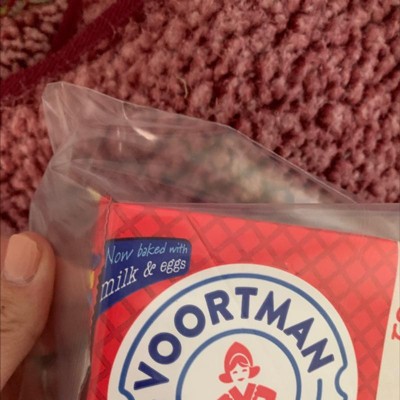 Now baked with
milk & eggs
VOORTMAN